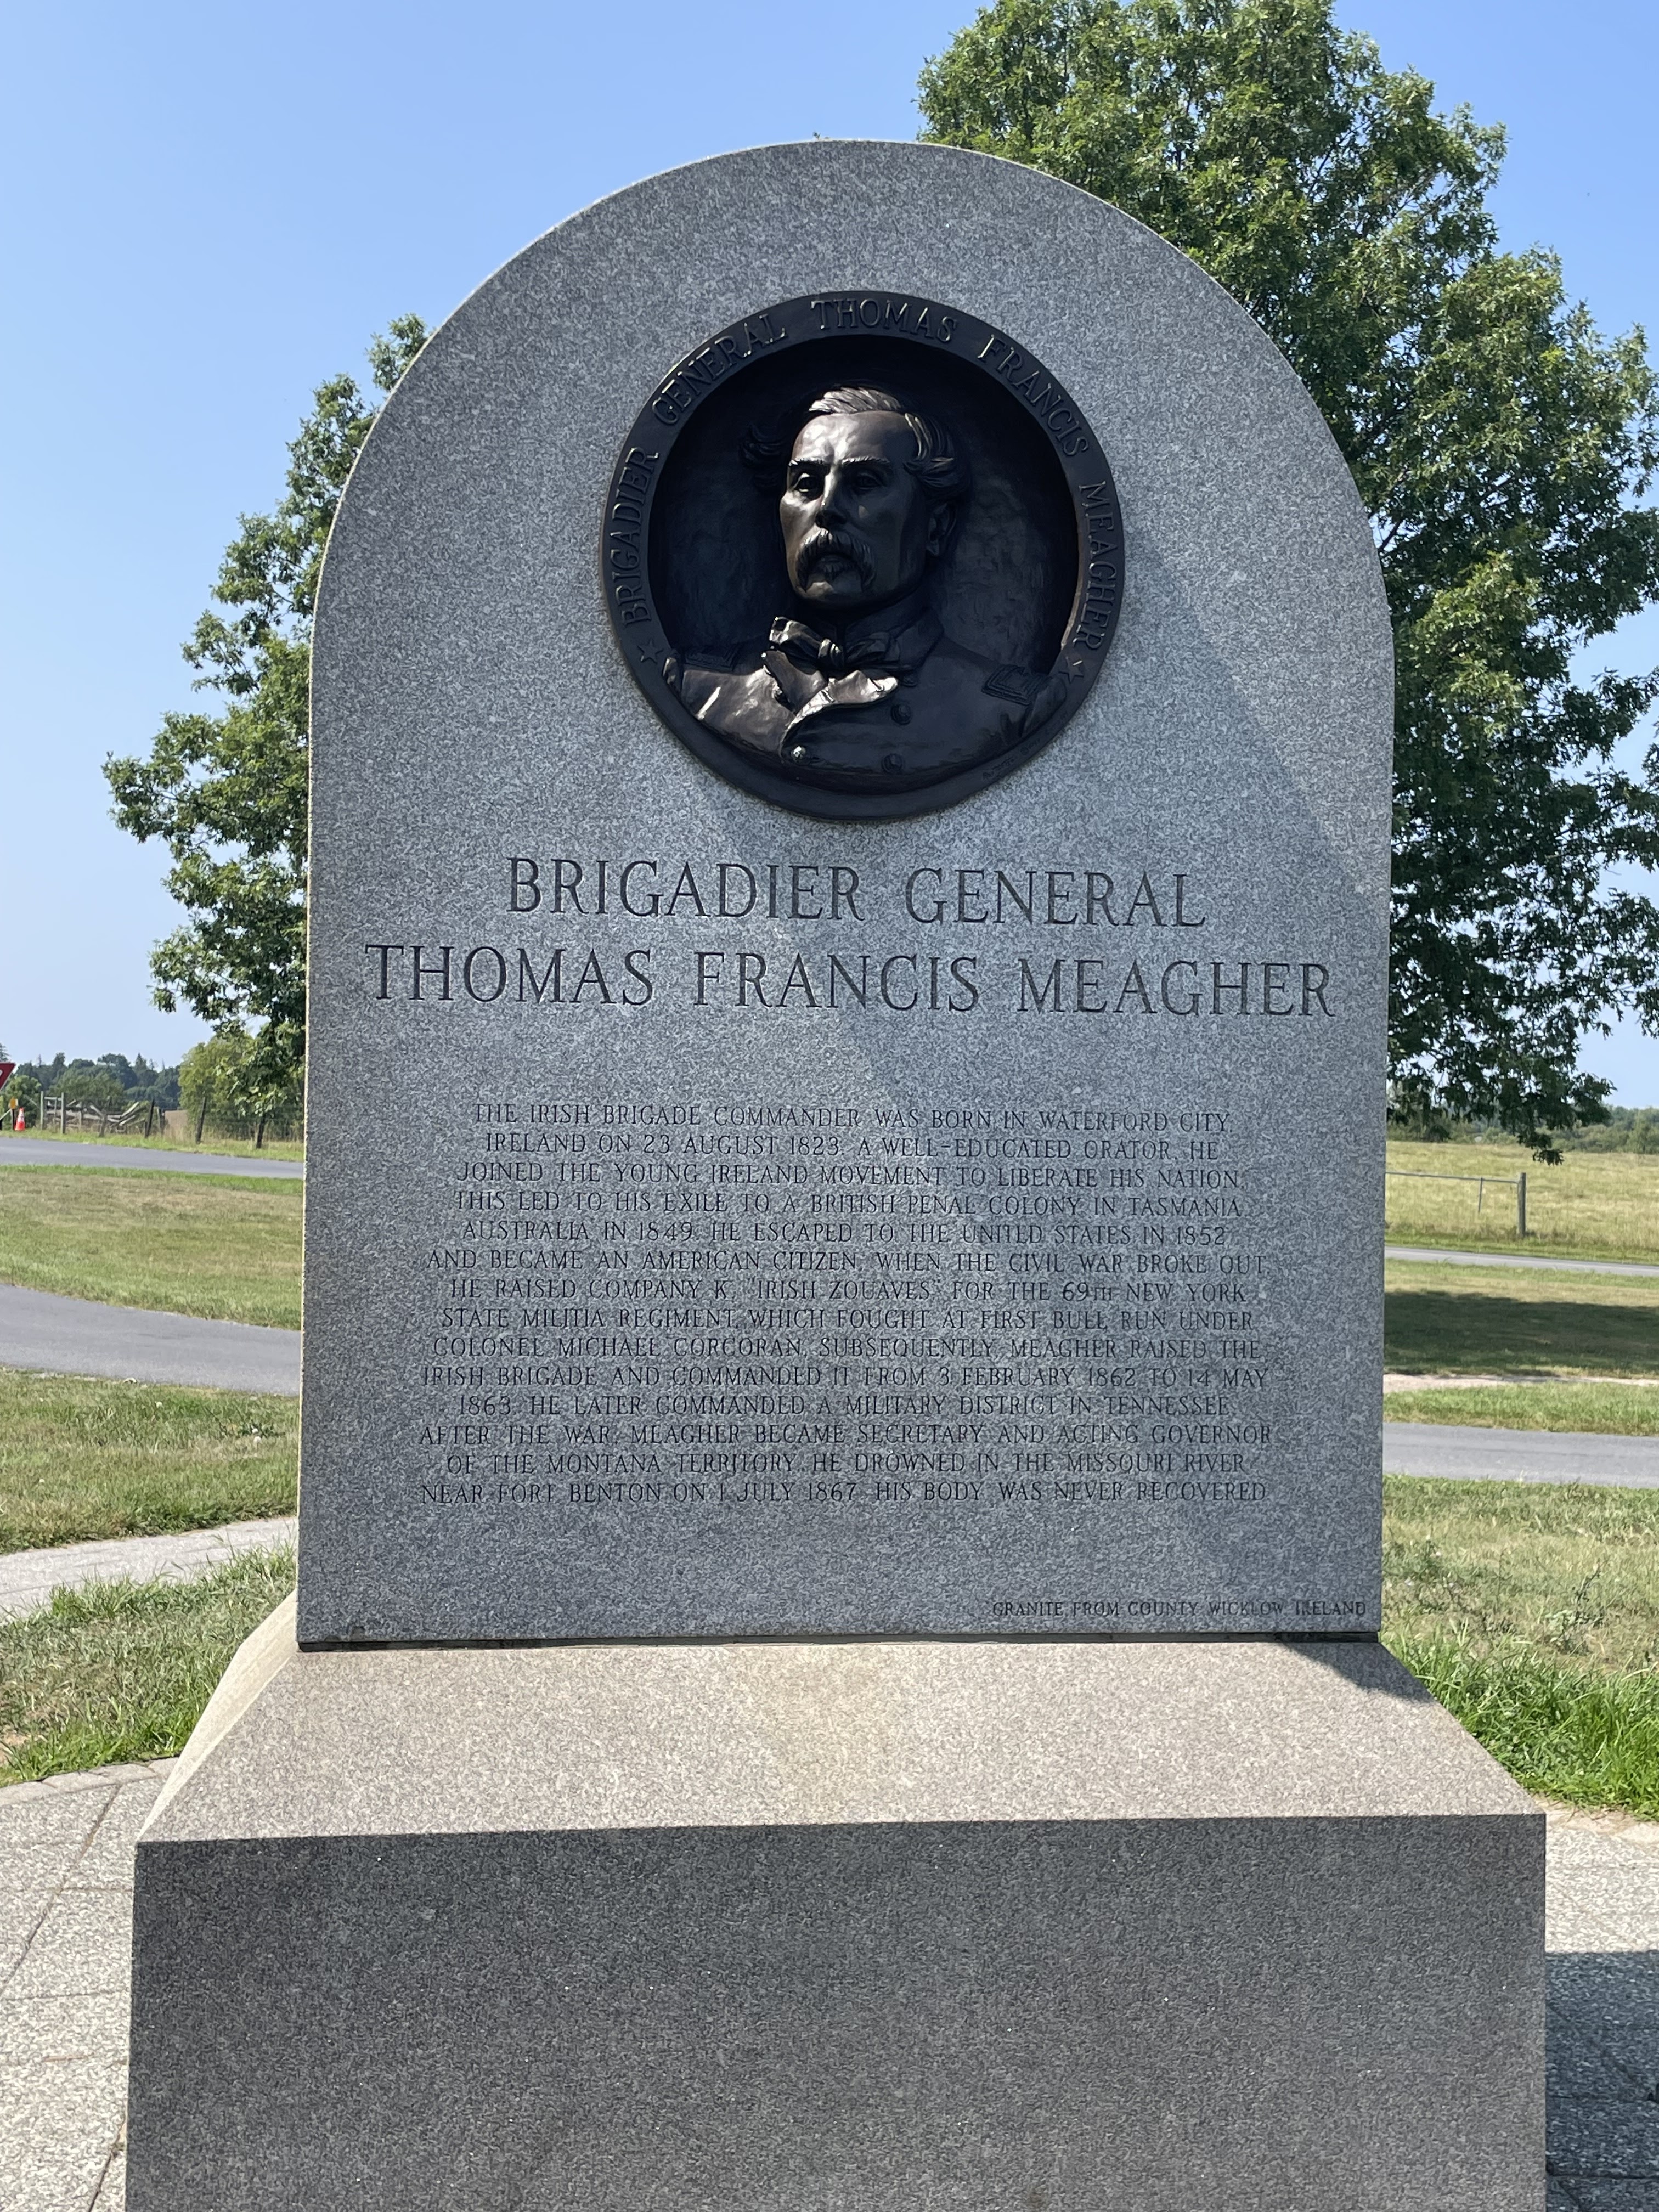 BRIGADIER GENERAL THOMAS FRANCIS MEAGHER
BRIGADIER GENERAL
THOMAS FRANCIS MEAGHER
THE IRISH BRIGADE COMMANDER WAS BORN IN WATERFORD CITY,
IRELAND ON 23 AUGUST 1823. A WELL-EDUCATED ORATOR, HE
JOINED THE YOUNG IRELAND MOVEMENT TO LIBERATE HIS NATION.
THIS LED TO HIS EXILE TO A BRITISH PENAL COLONY IN TASMANIA
AUSTRALIA IN 1849. HE ESCAPED TO THE UNITED STATES IN 1852
AND BECAME AN AMERICAN CITIZEN. WHEN THE CIVIL WAR BROKE OUT,
HE RAISED COMPANY K, "IRISH ZOUAVES" FOR THE 69TH NEW YORK
STATE MILITIA REGIMENT WHICH FOUGHT AT FIRST BULL RUN UNDER
COLONEL MICHAEL CORCORAN. SUBSEQUENTLY, MEAGHER RAISED THE
IRISH BRIGADE AND COMMANDED IT FROM 3 FEBRUARY 1862 TO 14 MAY
1863. HE LATER COMMANDED A MILITARY DISTRICT IN TENNESSEE.
AFTER THE WAR, MEAGHER BECAME SECRETARY AND ACTING GOVERNOR
OF THE MONTANA TERRITORY. HE DROWNED IN THE MISSOURI RIVER
NEAR FORT BENTON ON 1 JULY 1867. HIS BODY WAS NEVER RECOVERED.
GRANITE FROM COUNTY WICKLOW IRELAND